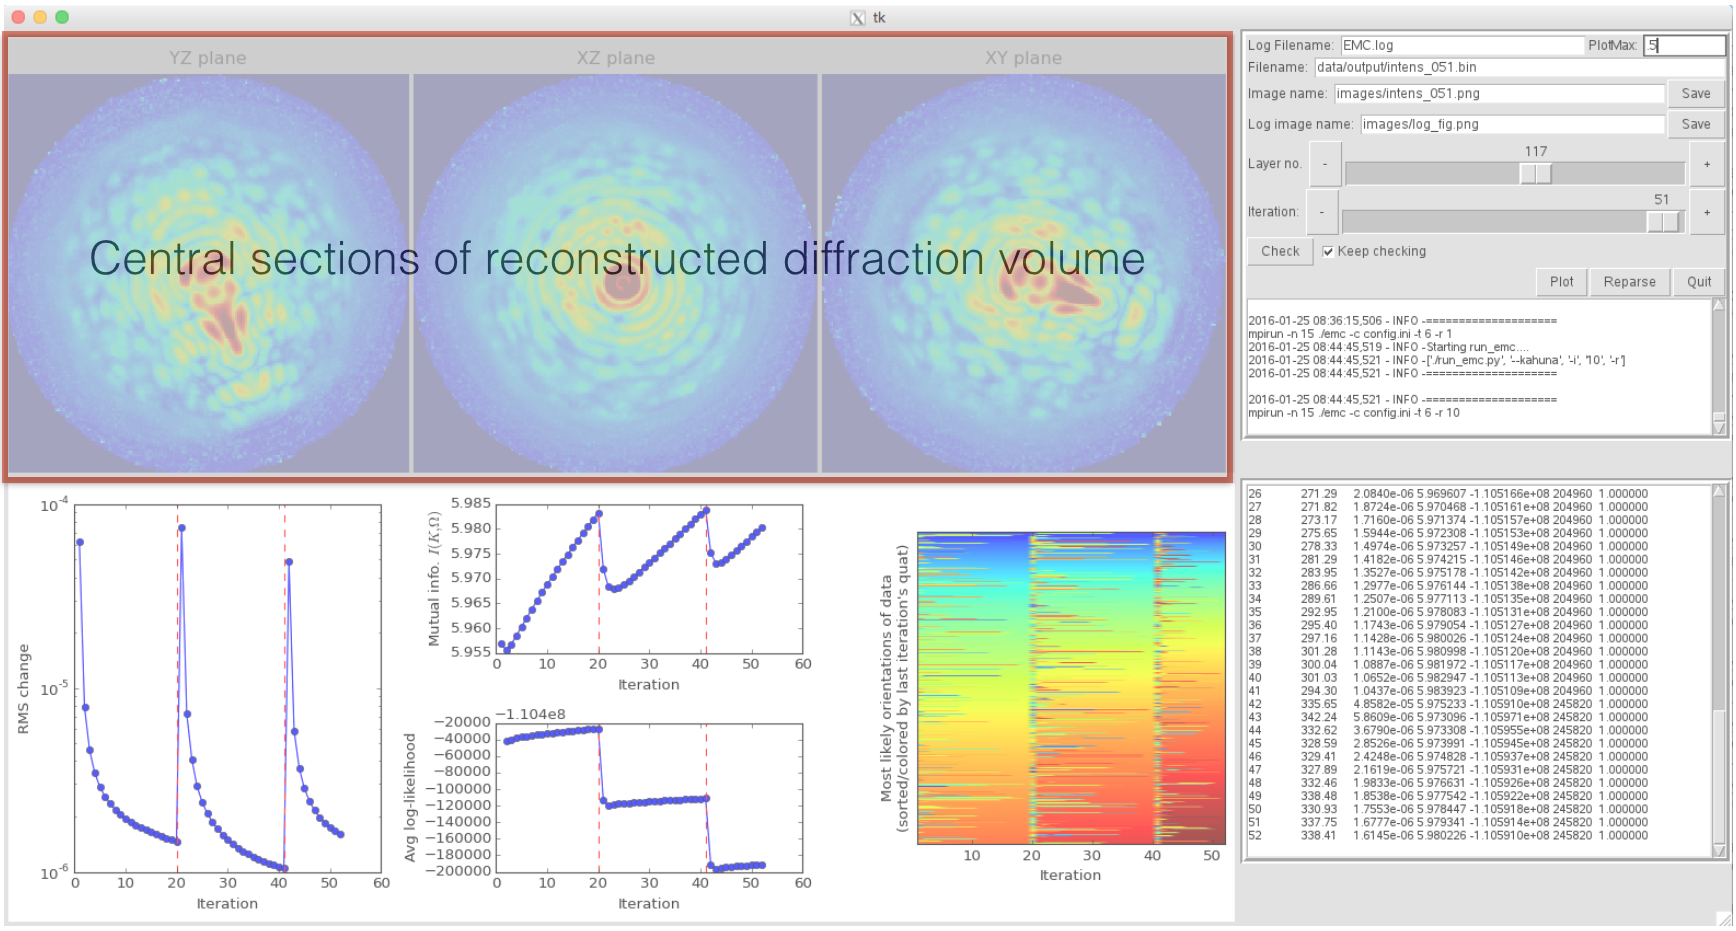 tk
YZ plane
XZ plane
XY plane
Central sections of reconstructed diffraction volume
Log Filename: EMC.log PlotMax: .5
Filename: data/output/intens_051.bin
Image name: images/intens_051.png Save
Log image name: images/log_fig.png Save
Layer no. - 117 +
Iteration: - 51 +
Check Keep checking
Plot Reparse Quit
2016-01-25 08:36:15,506 - INFO -====================
mpirun -n 15 ./emc -c config.ini -t 6 -r 1
2016-01-25 08:44:45,519 - INFO -Starting run_emc....
2016-01-25 08:44:45,521 - INFO -['./run_emc.py', '--kahuna', '-i', '10', '-r']
2016-01-25 08:44:45,521 - INFO -====================
2016-01-25 08:44:45,521 - INFO -====================
mpirun -n 15 ./emc -c config.ini -t 6 -r 10
26 271.29 2.0840e-06 5.969607 -1.105166e+08 204960 1.000000
27 271.82 1.8724e-06 5.970468 -1.105161e+08 204960 1.000000
28 273.17 1.7160e-06 5.971374 -1.105157e+08 204960 1.000000
29 275.65 1.5944e-06 5.972308 -1.105153e+08 204960 1.000000
30 278.33 1.4974e-06 5.973257 -1.105149e+08 204960 1.000000
31 281.29 1.4182e-06 5.974215 -1.105146e+08 204960 1.000000
32 283.95 1.3527e-06 5.975178 -1.105142e+08 204960 1.000000
33 286.66 1.2977e-06 5.976144 -1.105138e+08 204960 1.000000
34 289.61 1.2507e-06 5.977113 -1.105135e+08 204960 1.000000
35 292.95 1.2100e-06 5.978083 -1.105131e+08 204960 1.000000
36 295.40 1.1743e-06 5.979054 -1.105127e+08 204960 1.000000
37 297.16 1.1428e-06 5.980026 -1.105124e+08 204960 1.000000
38 301.28 1.1143e-06 5.980998 -1.105120e+08 204960 1.000000
39 300.04 1.0887e-06 5.981972 -1.105117e+08 204960 1.000000
40 301.03 1.0652e-06 5.982947 -1.105113e+08 204960 1.000000
41 294.30 1.0437e-06 5.983923 -1.105109e+08 204960 1.000000
42 335.65 4.8582e-05 5.975233 -1.105910e+08 245820 1.000000
43 342.24 5.8609e-06 5.973096 -1.105971e+08 245820 1.000000
44 332.62 3.6790e-06 5.973308 -1.105955e+08 245820 1.000000
45 328.59 2.8526e-06 5.973991 -1.105945e+08 245820 1.000000
46 329.41 2.4248e-06 5.974828 -1.105937e+08 245820 1.000000
47 327.89 2.1619e-06 5.975721 -1.105931e+08 245820 1.000000
48 332.46 1.9833e-06 5.976631 -1.105926e+08 245820 1.000000
49 338.48 1.8538e-06 5.977542 -1.105922e+08 245820 1.000000
50 330.93 1.7553e-06 5.978447 -1.105918e+08 245820 1.000000
51 337.75 1.6777e-06 5.979341 -1.105914e+08 245820 1.000000
52 338.41 1.6145e-06 5.980226 -1.105910e+08 245820 1.000000
RMS change
10^-4
10^-5
10^-6
0 10 20 30 40 50 60
Iteration
Mutual info. I(K,Ω)
5.985
5.980
5.975
5.970
5.965
5.960
5.955
0 10 20 30 40 50 60
Iteration
Avg log-likelihood
−1.104e8
−20000
−40000
−60000
−80000
−100000
−120000
−140000
−160000
−180000
−200000
0 10 20 30 40 50 60
Iteration
Most likely orientations of data
(sorted/colored by last iteration's quat)
10 20 30 40 50
Iteration